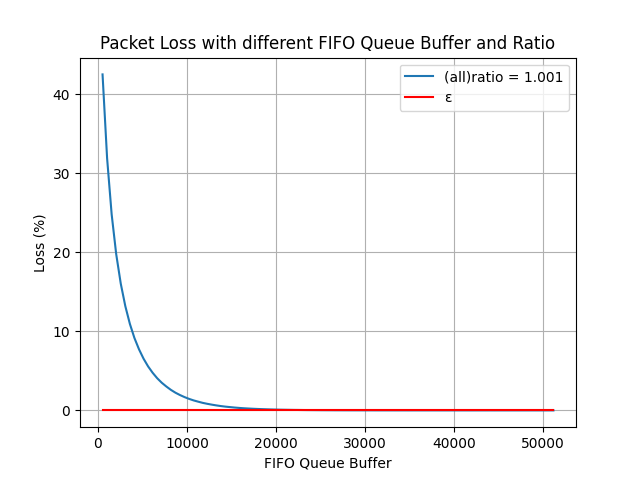 Packet Loss with different FIFO Queue Buffer and Ratio
(all)ratio = 1.001
ε
Loss (%)
40
30
20
10
0
0 10000 20000 30000 40000 50000
FIFO Queue Buffer